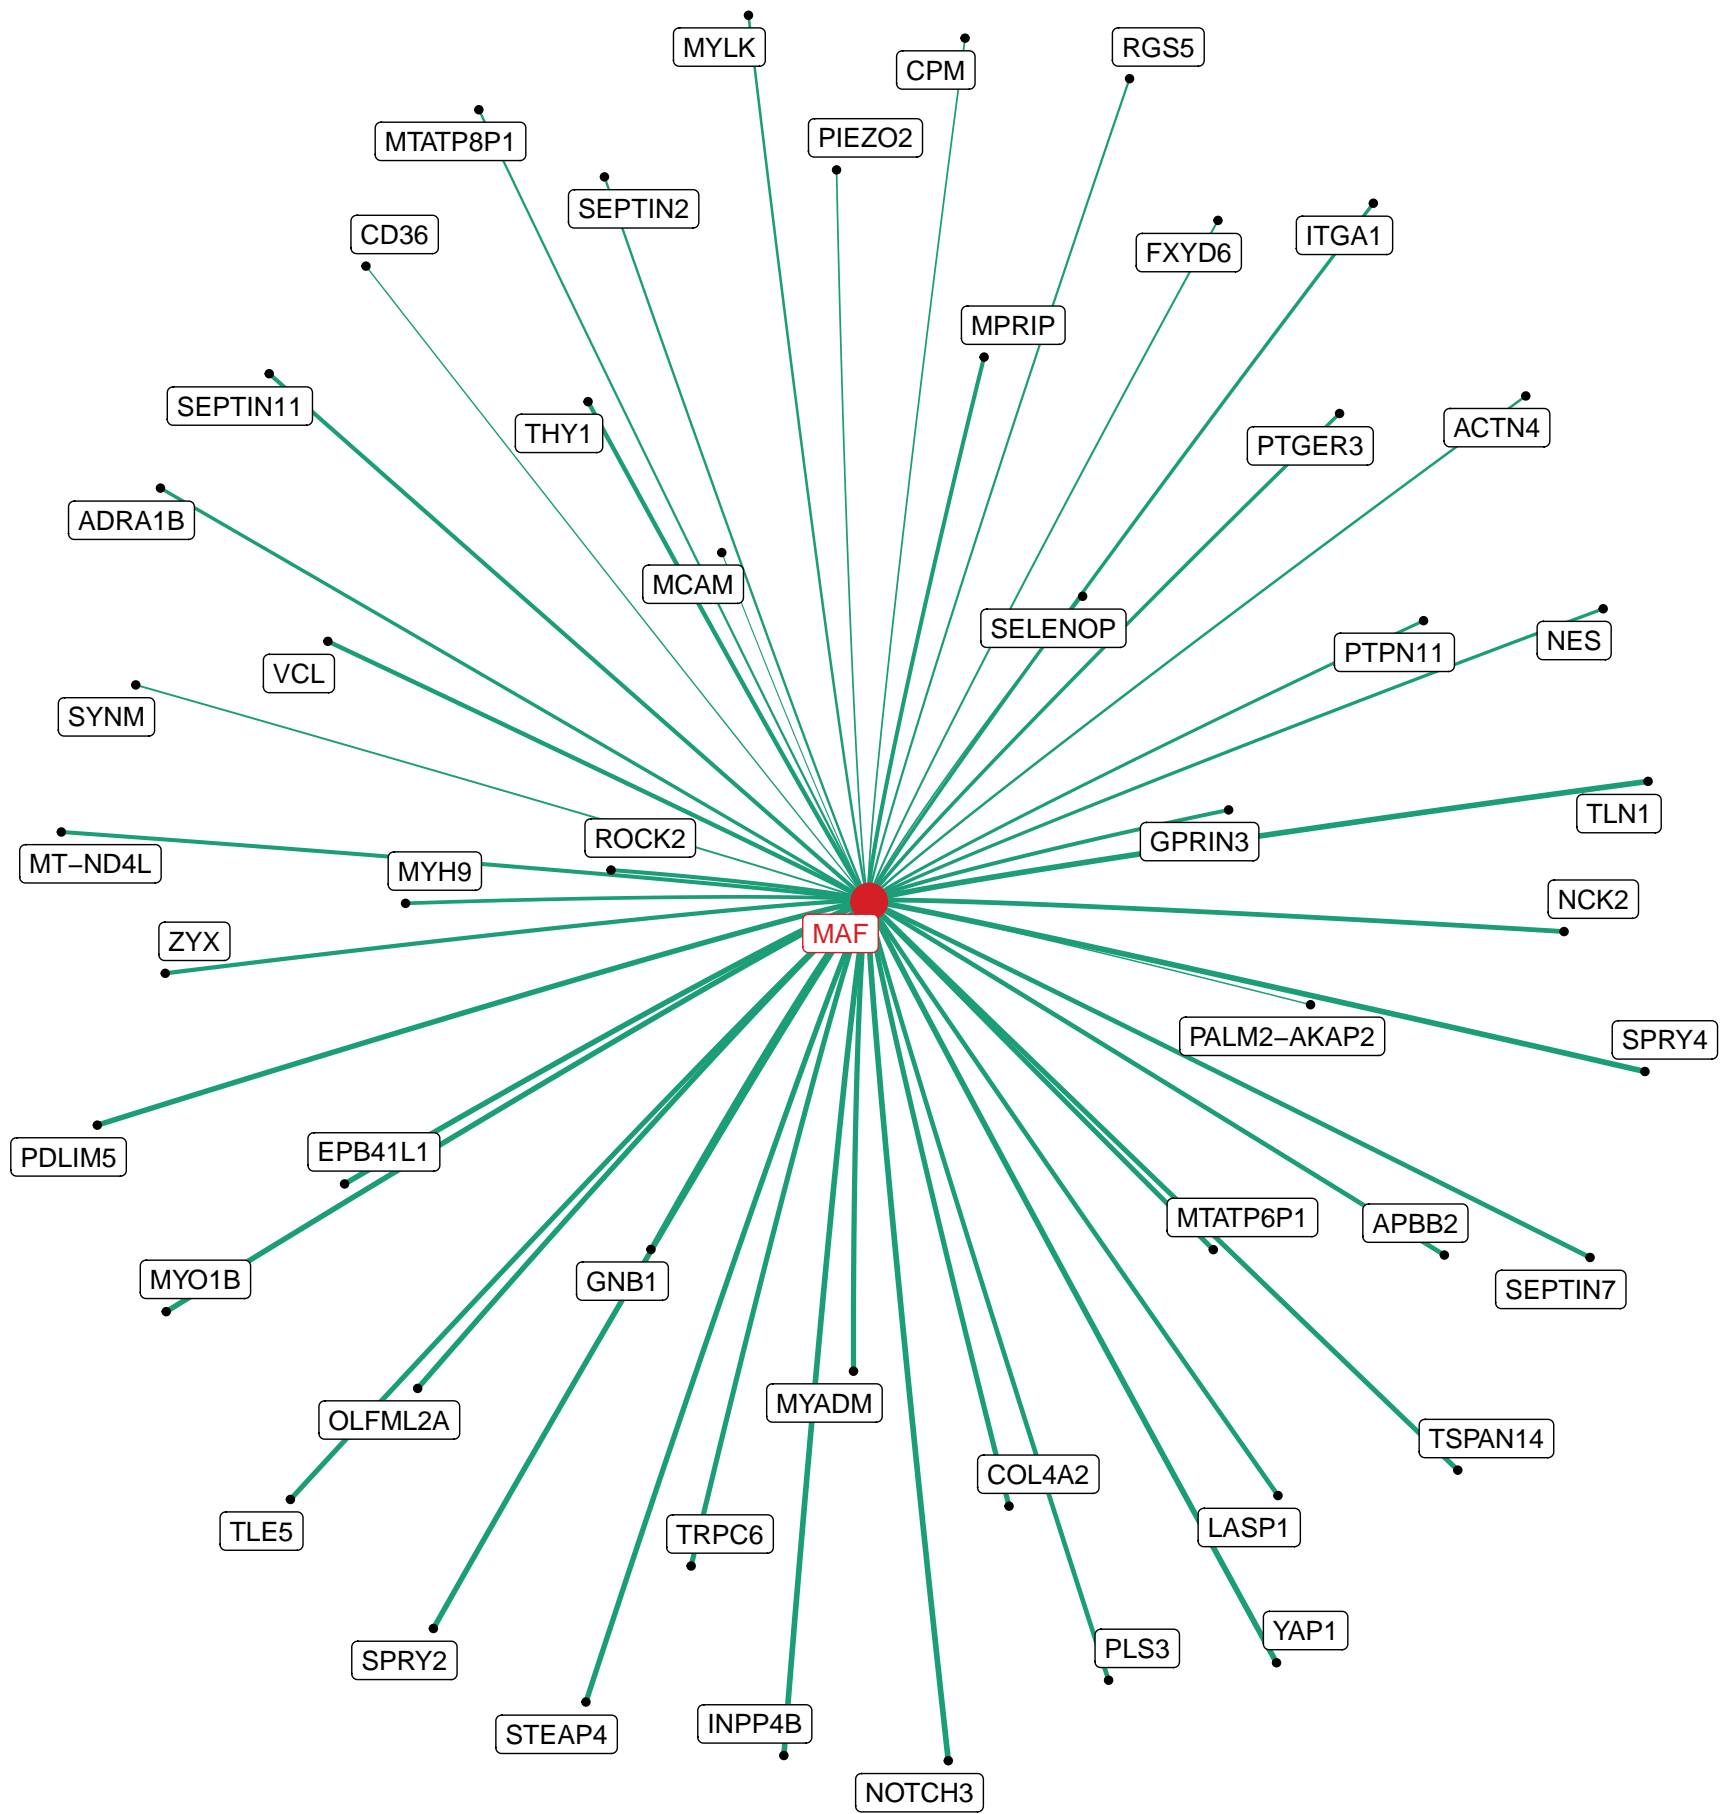 MYLK
RGS5
CPM
PIEZO2
MTATP8P1
SEPTIN2
CD36
ITGA1
FXYD6
MPRIP
SEPTIN11
ACTN4
THY1
PTGER3
ADRA1B
MCAM
SELENOP
NES
PTPN11
VCL
SYNM
TLN1
ROCK2
GPRIN3
MT−ND4L
MYH9
NCK2
MAF
ZYX
PALM2−AKAP2
SPRY4
EPB41L1
PDLIM5
MTATP6P1
APBB2
MYO1B
GNB1
SEPTIN7
MYADM
OLFML2A
TSPAN14
COL4A2
LASP1
TLE5
TRPC6
YAP1
PLS3
SPRY2
INPP4B
STEAP4
NOTCH3